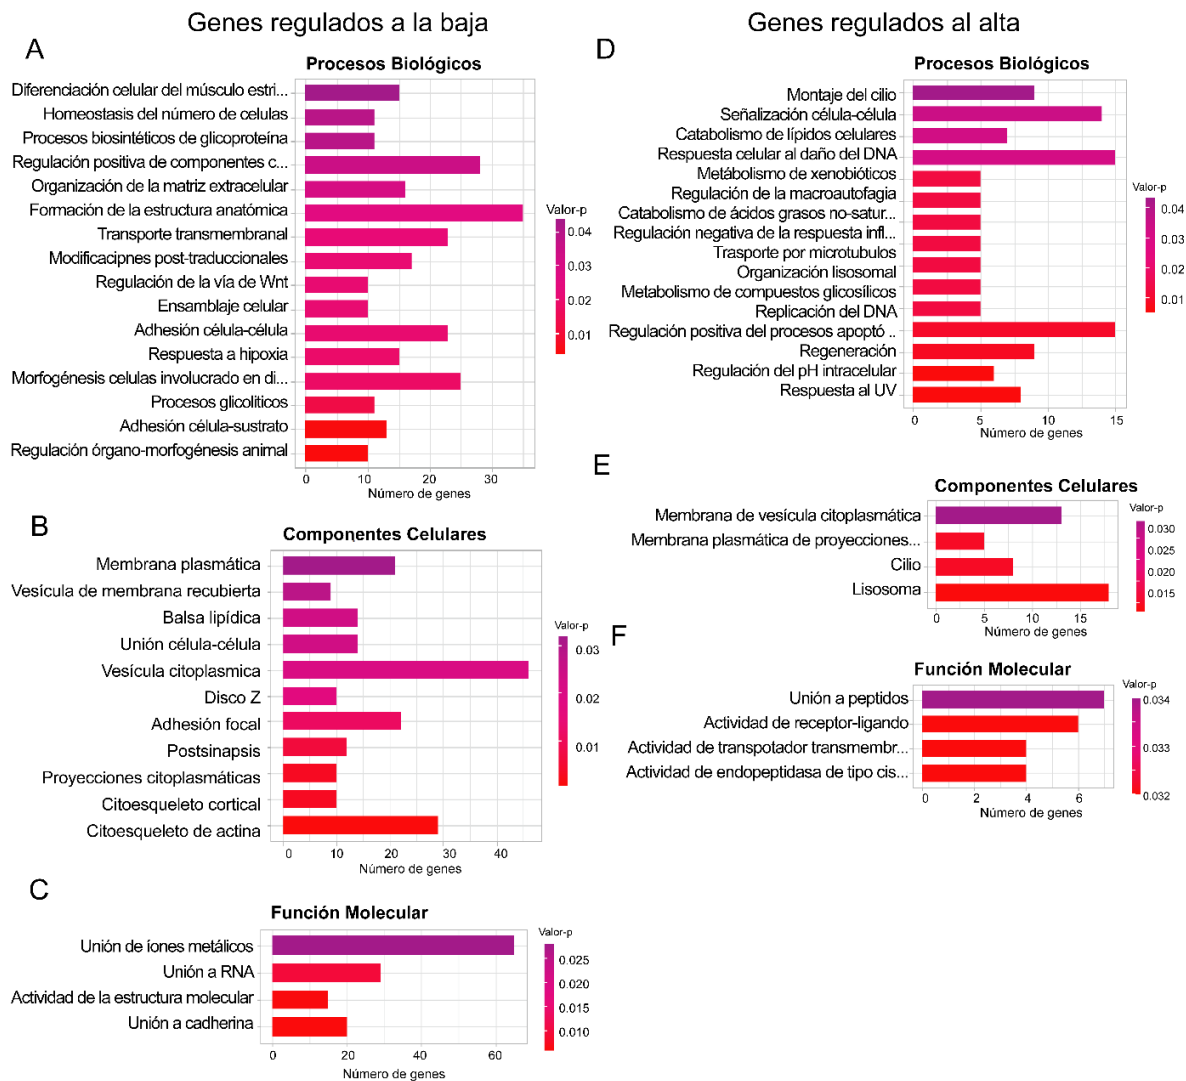 Genes regulados a la baja
A
Procesos Biológicos
Diferenciación celular del músculo estri...
Homeostasis del número de celulas
Procesos biosintéticos de glicoproteína
Regulación positiva de componentes c...
Organización de la matriz extracelular
Formación de la estructura anatómica
Transporte transmembranal
Modificacipnes post-traduccionales
Regulación de la vía de Wnt
Ensamblaje celular
Adhesión célula-célula
Respuesta a hipoxia
Morfogénesis celulas involucrado en di...
Procesos glicolíticos
Adhesión célula-sustrato
Regulación órgano-morfogénesis animal
0 10 20 30
Número de genes
Valor-p
0.04
0.03
0.02
0.01
B
Componentes Celulares
Membrana plasmática
Vesícula de membrana recubierta
Balsa lipídica
Unión célula-célula
Vesícula citoplasmica
Disco Z
Adhesión focal
Postsinapsis
Proyecciones citoplasmáticas
Citoesqueleto cortical
Citoesqueleto de actina
0 10 20 40
Número de genes
Valor-p
0.03
0.02
0.01
C
Función Molecular
Unión de íones metálicos
Unión a RNA
Actividad de la estructura molecular
Unión a cadherina
0 20 40 60
Número de genes
Valor-p
0.025
0.020
0.015
0.010
Genes regulados al alta
D
Procesos Biológicos
Montaje del cilio
Señalización célula-célula
Catabolismo de lípidos celulares
Respuesta celular al daño del DNA
Metábolismo de xenobióticos
Regulación de la macroautofagia
Catabolismo de ácidos grasos no-satur...
Regulación negativa de la respuesta infl...
Trasporte por microtubulos
Organización lisosomal
Metabolismo de compuestos glicosílicos
Replicación del DNA
Regulación positiva del procesos apoptó ..
Regeneración
Regulación del pH intracelular
Respuesta al UV
0 5 10 15
Número de genes
Valor-p
0.04
0.03
0.02
0.01
E
Componentes Celulares
Membrana de vesícula citoplasmática
Membrana plasmática de proyecciones...
Cilio
Lisosoma
0 5 10 15
Número de genes
Valor-p
0.030
0.025
0.020
0.015
F
Función Molecular
Unión a peptidos
Actividad de receptor-ligando
Actividad de transpotador transmembr...
Actividad de endopeptidasa de tipo cis...
0 2 4 6
Número de genes
Valor-p
0.034
0.033
0.032